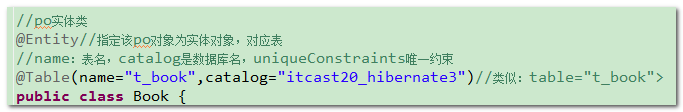 //po实体类
@Entity//指定该po对象为实体对象，对应表
//name：表名，catalog是数据库名，uniqueConstraints唯一约束
@Table(name="t_book",catalog="itcast20_hibernate3")//类似：table="t_book">
public class Book {